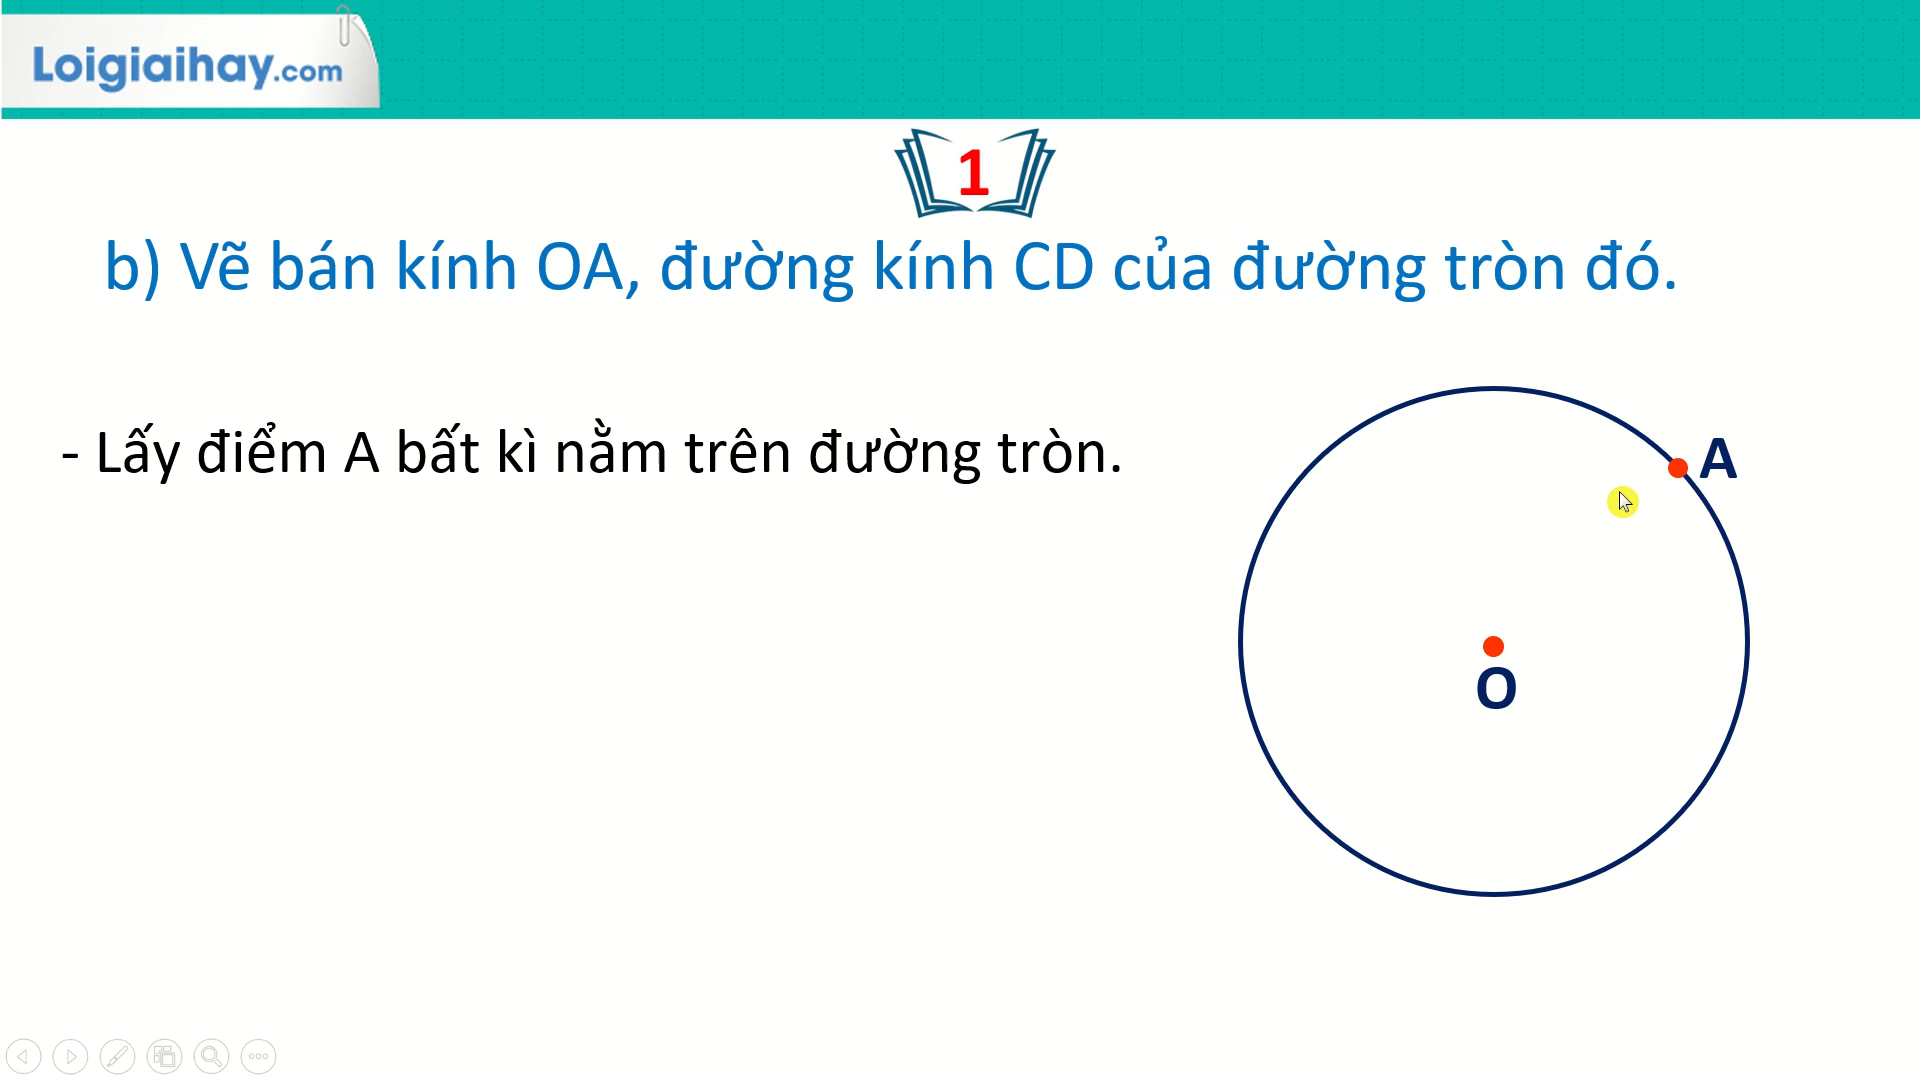 Loigiaihay.com
1
b) Vẽ bán kính OA, đường kính CD của đường tròn đó.
- Lấy điểm A bất kì nằm trên đường tròn.
A
O